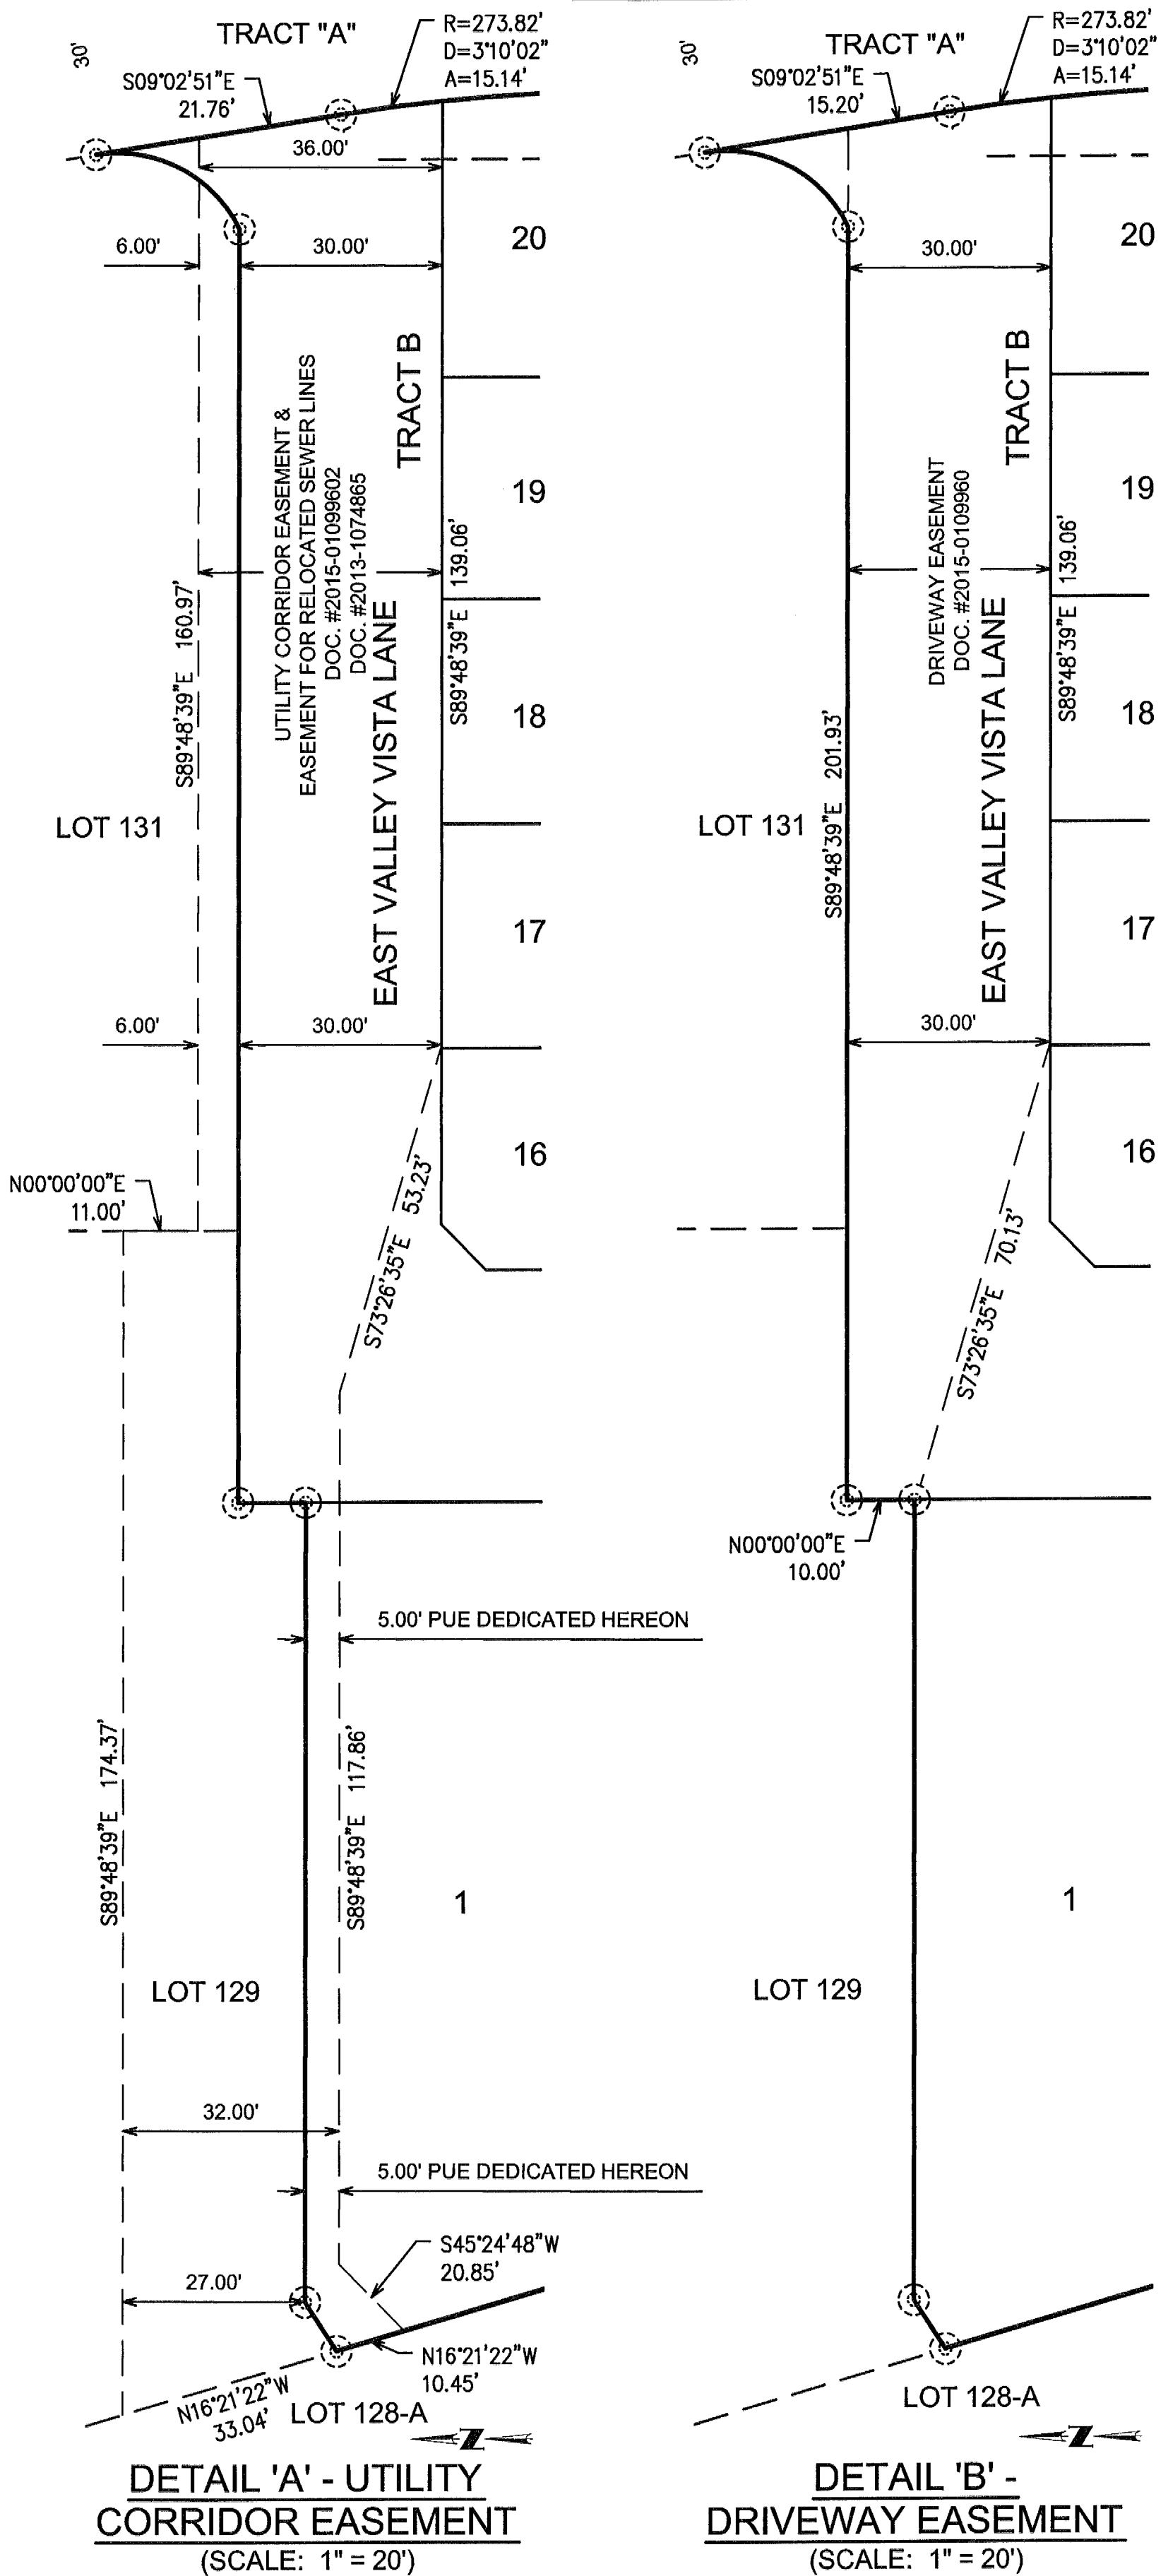 30'
TRACT "A"
R=273.82'
D=3°10'02"
A=15.14'
S09°02'51"E
21.76'
36.00'
6.00'
30.00'
20
TRACT B
UTILITY CORRIDOR EASEMENT &
EASEMENT FOR RELOCATED SEWER LINES
DOC. #2015-01099602
DOC. #2013-1074865
19
S89°48'39"E 139.06'
S89°48'39"E 160.97'
EAST VALLEY VISTA LANE
18
LOT 131
17
6.00'
30.00'
16
N00°00'00"E
11.00'
S73°26'35"E 53.23'
5.00' PUE DEDICATED HEREON
S89°48'39"E 174.37'
S89°48'39"E 117.86'
1
LOT 129
32.00'
5.00' PUE DEDICATED HEREON
S45°24'48"W
20.85'
27.00'
N16°21'22"W
10.45'
N16°21'22"W
33.04'
LOT 128-A
Z
DETAIL 'A' - UTILITY
CORRIDOR EASEMENT
(SCALE: 1" = 20')
30'
TRACT "A"
R=273.82'
D=3°10'02"
A=15.14'
S09°02'51"E
15.20'
20
30.00'
TRACT B
DRIVEWAY EASEMENT
DOC. #2015-0109960
19
S89°48'39"E 139.06'
S89°48'39"E 201.93'
EAST VALLEY VISTA LANE
18
LOT 131
17
30.00'
16
S73°26'35"E 70.13'
N00°00'00"E
10.00'
1
LOT 129
LOT 128-A
Z
DETAIL 'B' -
DRIVEWAY EASEMENT
(SCALE: 1" = 20')